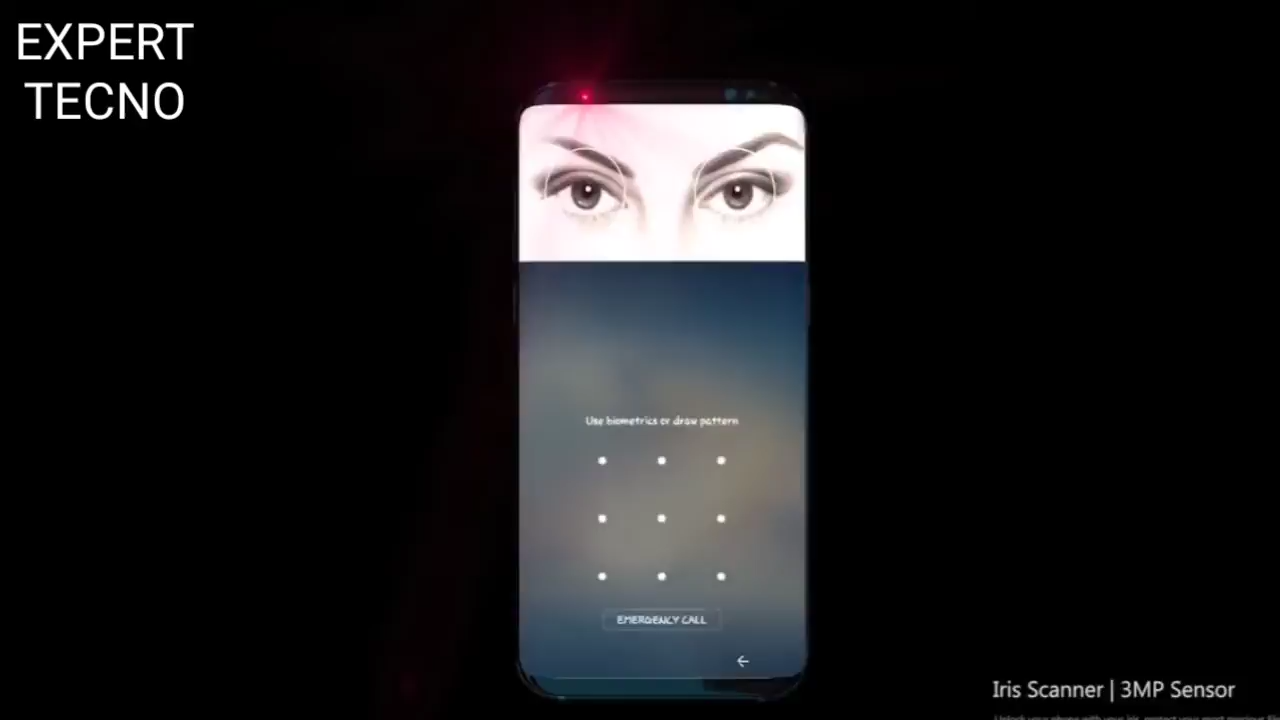 EXPERT
TECNO
Use biometrics or draw pattern
EMERGENCY CALL
Iris Scanner | 3MP Sensor